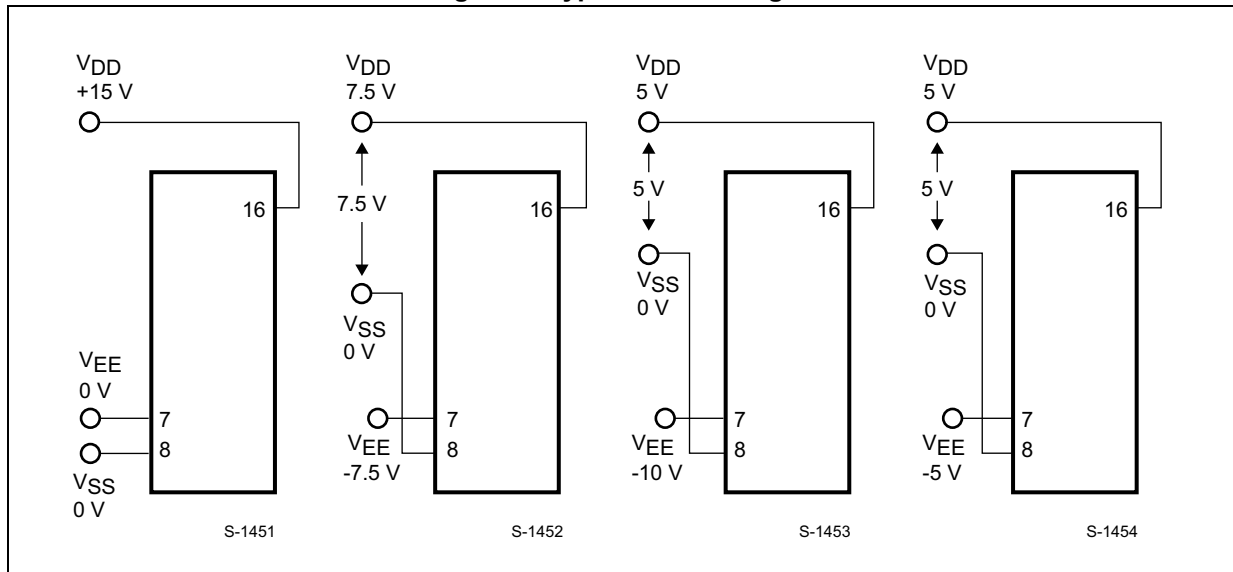 VDD
+15 V
16
VEE
0 V
7
8
VSS
0 V
S-1451
VDD
7.5 V
7.5 V
16
VSS
0 V
7
VEE
8
-7.5 V
S-1452
VDD
5 V
5 V
16
VSS
0 V
7
VEE
8
-10 V
S-1453
VDD
5 V
5 V
16
VSS
0 V
7
VEE
8
-5 V
S-1454